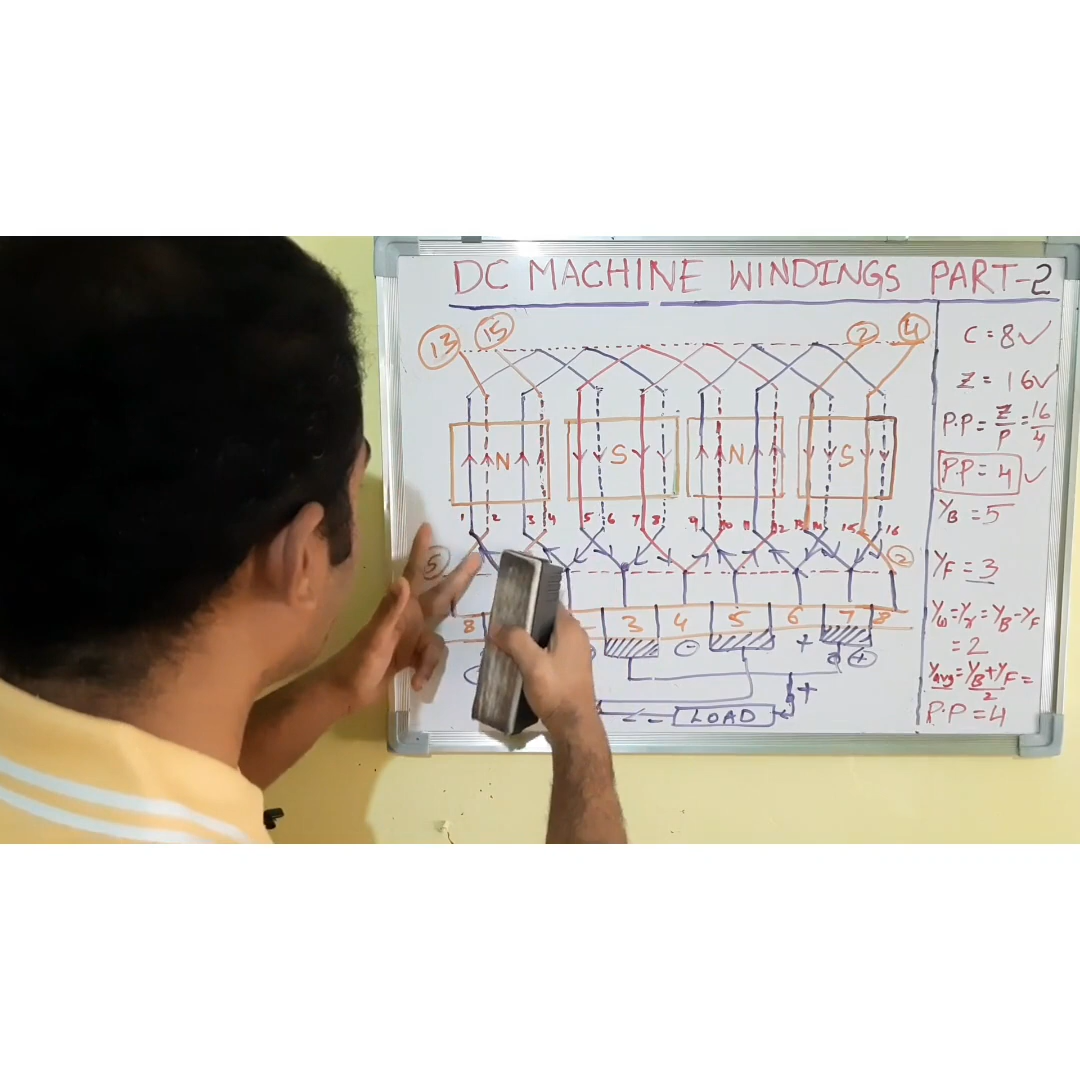 DC MACHINE WINDINGS PART-2
13 15 2 4
C = 8✓
Z = 16✓
P.P = Z/P = 16/4
P.P = 4 ✓
N S N S
YB = 5
1 2 3 4 5 6 7 8 9 10 11 12 13 14 15 16
5 2
YF = 3
8 3 4 5 6 7 8
Yω = Yr = YB - YF
= 2
- + +
Yavg = YB + YF / 2 =
+
- LOAD
P.P = 4